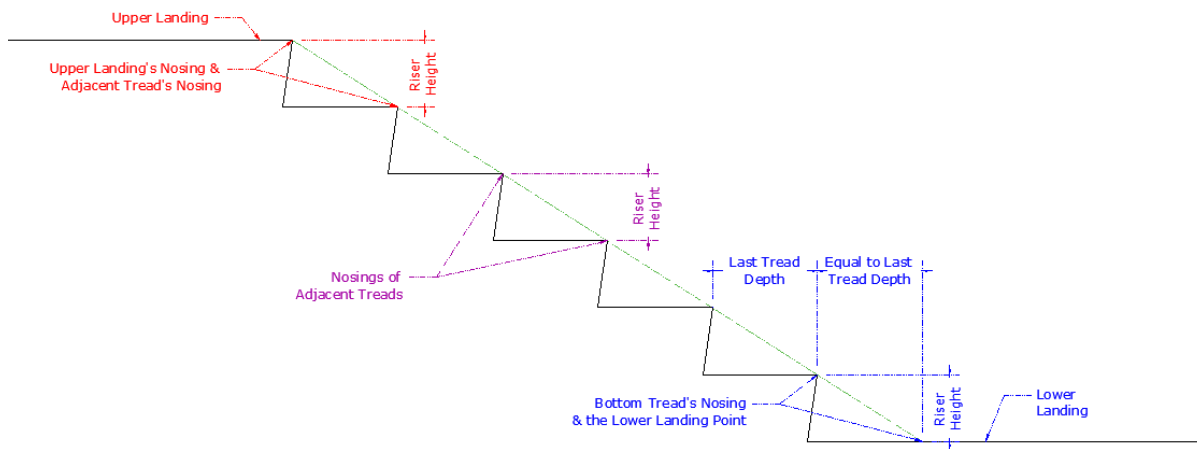 Upper Landing
Upper Landing's Nosing &
Adjacent Tread's Nosing
Riser
Height
Riser
Height
Nosings of
Adjacent Treads
Last Tread
Depth
Equal to Last
Tread Depth
Bottom Tread's Nosing
& the Lower Landing Point
Riser
Height
Lower
Landing